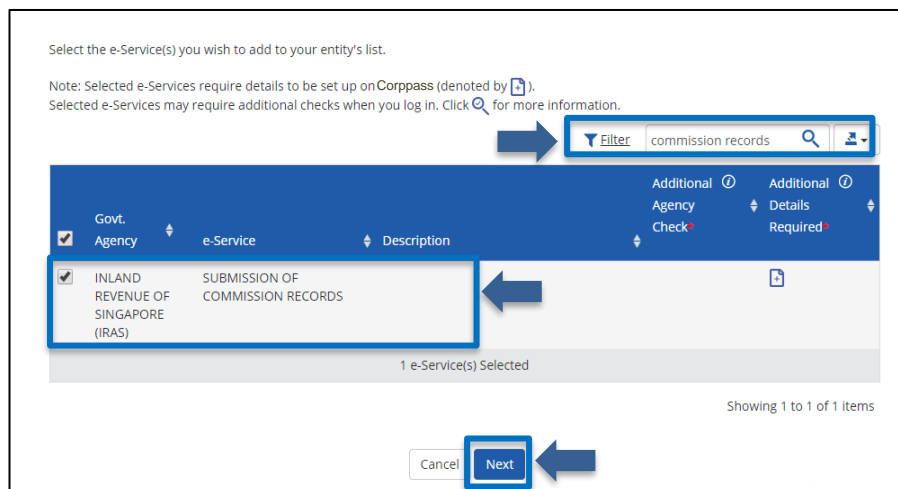 Select the e-Service(s) you wish to add to your entity's list.
Note: Selected e-Services require details to be set up on Corppass (denoted by ).
Selected e-Services may require additional checks when you log in. Click for more information.
Filter commission records
Govt. Agency e-Service Description Additional Agency Check* Additional Details Required*
INLAND SUBMISSION OF
REVENUE OF COMMISSION RECORDS
SINGAPORE
(IRAS)
1 e-Service(s) Selected
Showing 1 to 1 of 1 items
Cancel Next